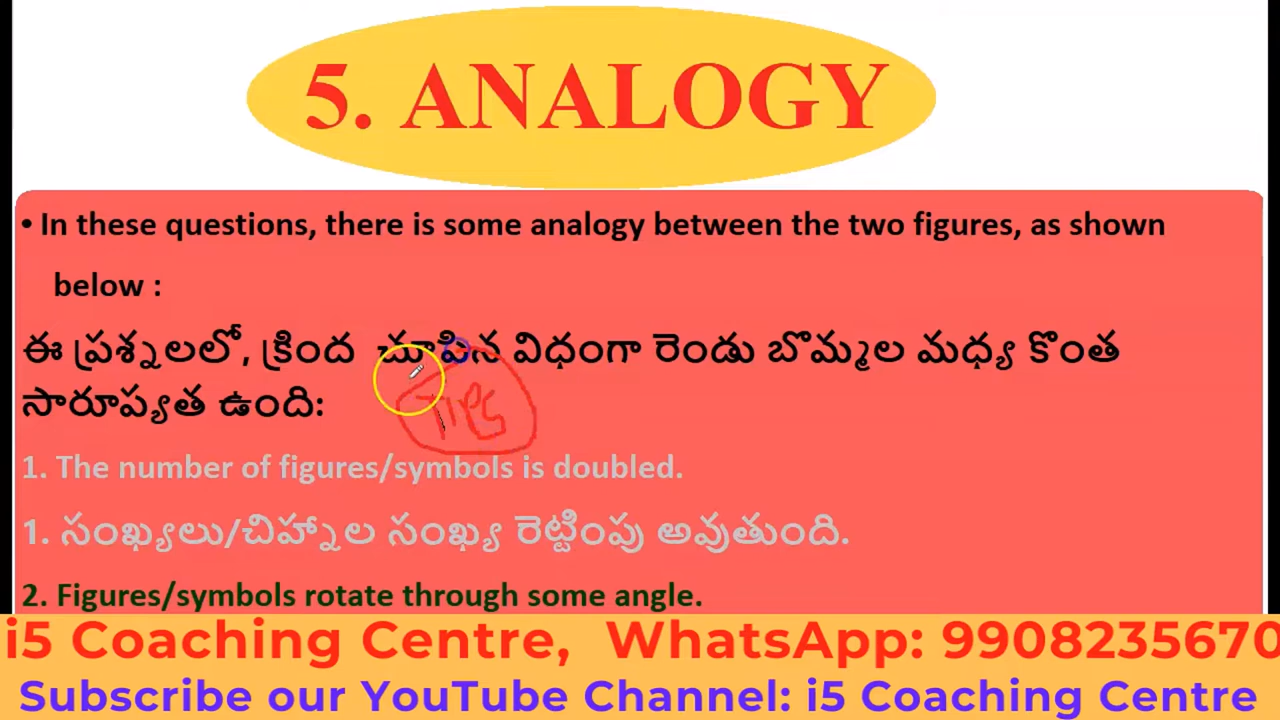 5. ANALOGY
• In these questions, there is some analogy between the two figures, as shown
below :
ఈ ప్రశ్నలలో, క్రింద చూపిన విధంగా రెండు బొమ్మల మధ్య కొంత
సారూప్యత ఉంది:
1. The number of figures/symbols is doubled.
1. సంఖ్యలు/చిహ్నాల సంఖ్య రెట్టింపు అవుతుంది.
2. Figures/symbols rotate through some angle.
i5 Coaching Centre, WhatsApp: 9908235670
Subscribe our YouTube Channel: i5 Coaching Centre